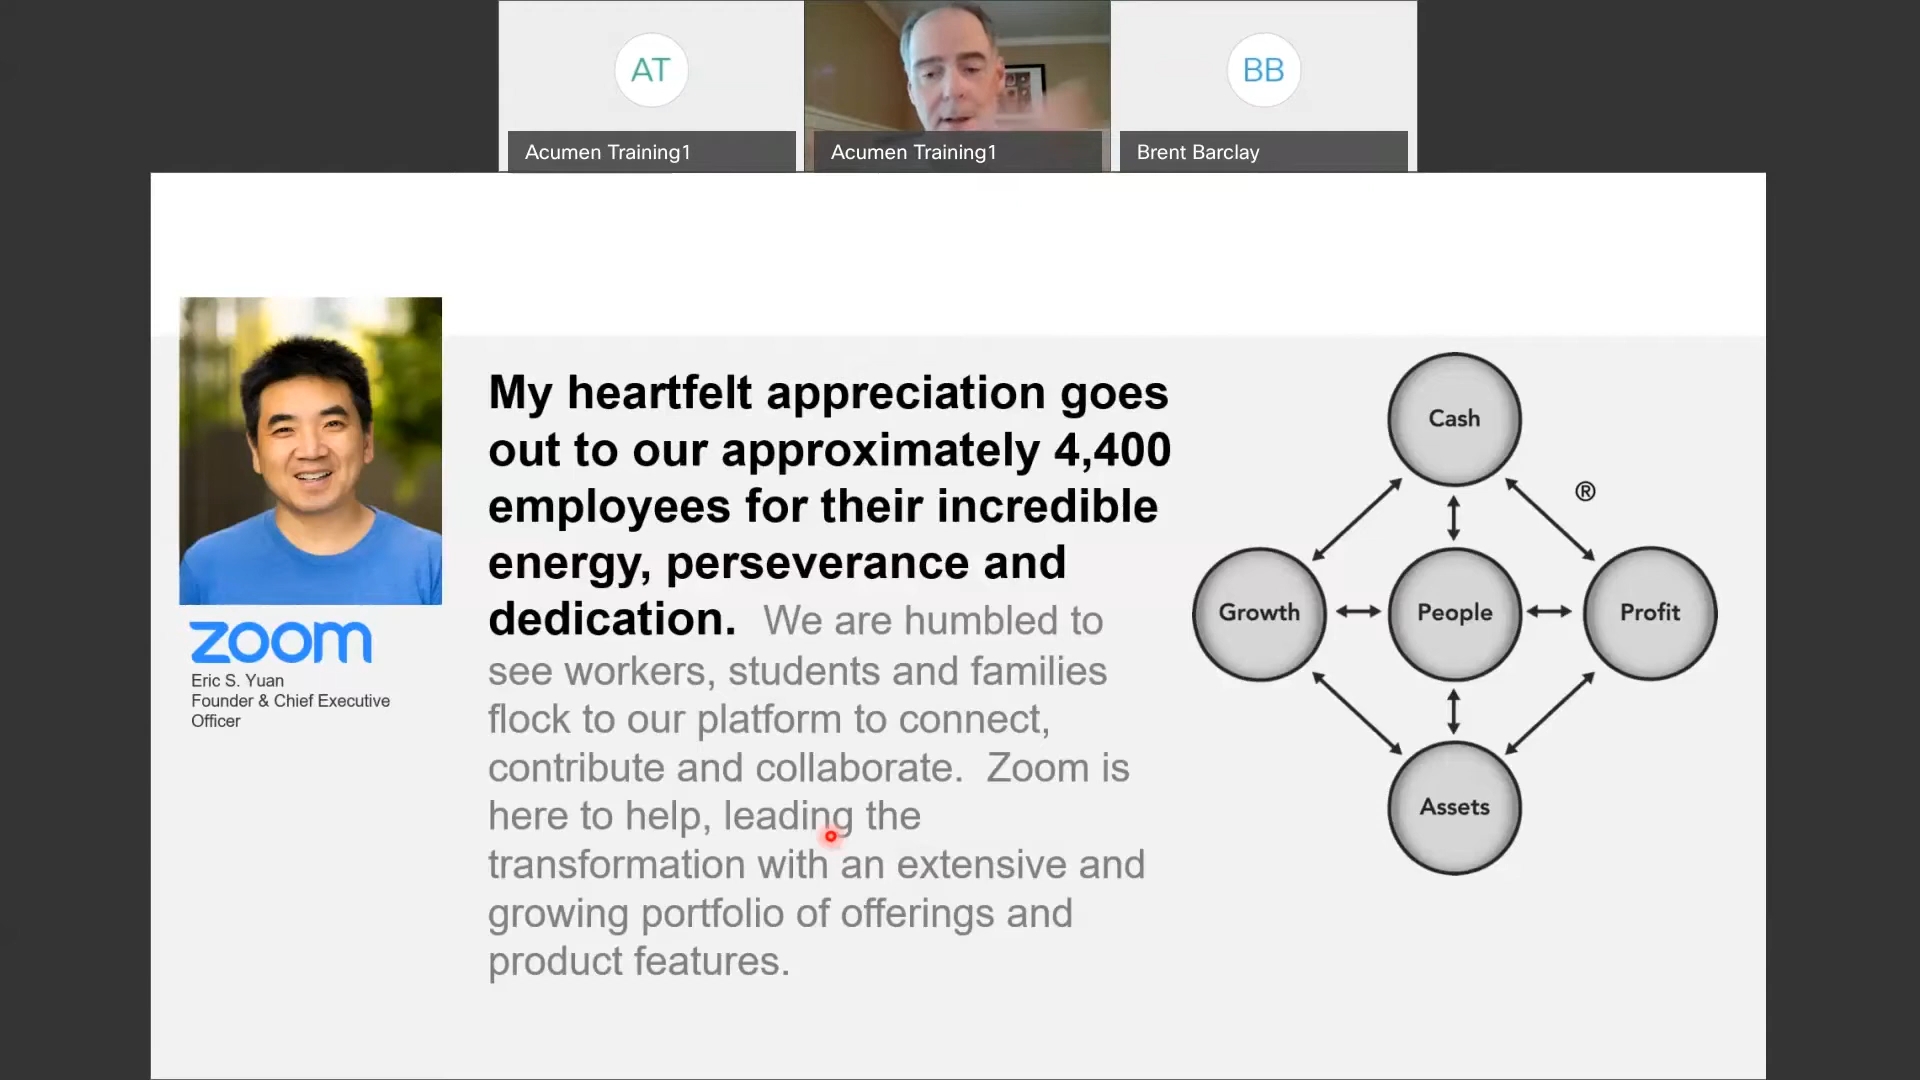 AT
BB
Acumen Training1
Acumen Training1
Brent Barclay
zoom
Eric S. Yuan
Founder & Chief Executive
Officer
My heartfelt appreciation goes
out to our approximately 4,400
employees for their incredible
energy, perseverance and
dedication. We are humbled to
see workers, students and families
flock to our platform to connect,
contribute and collaborate. Zoom is
here to help, leading the
transformation with an extensive and
growing portfolio of offerings and
product features.
Cash
®
Growth
People
Profit
Assets